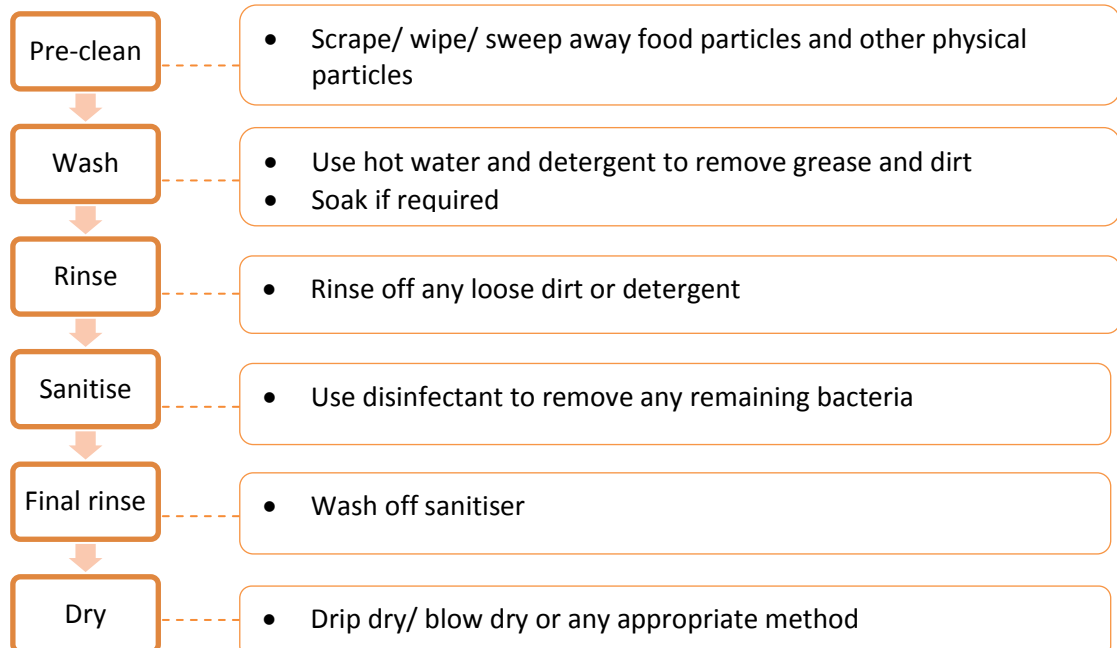 Pre-clean
• Scrape/ wipe/ sweep away food particles and other physical
particles
Wash
• Use hot water and detergent to remove grease and dirt
• Soak if required
Rinse
• Rinse off any loose dirt or detergent
Sanitise
• Use disinfectant to remove any remaining bacteria
Final rinse
• Wash off sanitiser
Dry
• Drip dry/ blow dry or any appropriate method